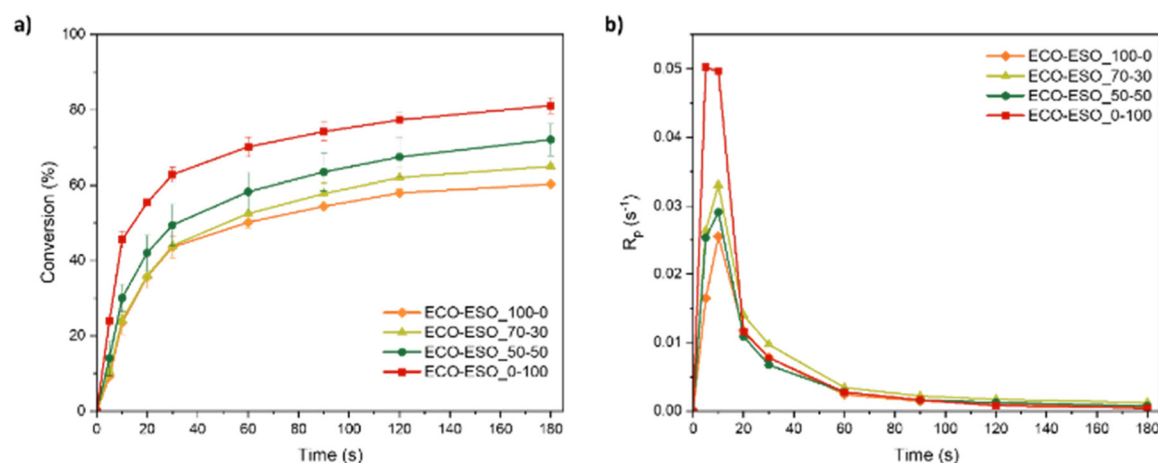 a)
100
80
60
40
20
0
Conversion (%)
0 20 40 60 80 100 120 140 160 180
Time (s)
ECO-ESO_100-0
ECO-ESO_70-30
ECO-ESO_50-50
ECO-ESO_0-100
b)
0.05
0.04
0.03
0.02
0.01
0.00
Rp (s⁻¹)
0 20 40 60 80 100 120 140 160 180
Time (s)
ECO-ESO_100-0
ECO-ESO_70-30
ECO-ESO_50-50
ECO-ESO_0-100